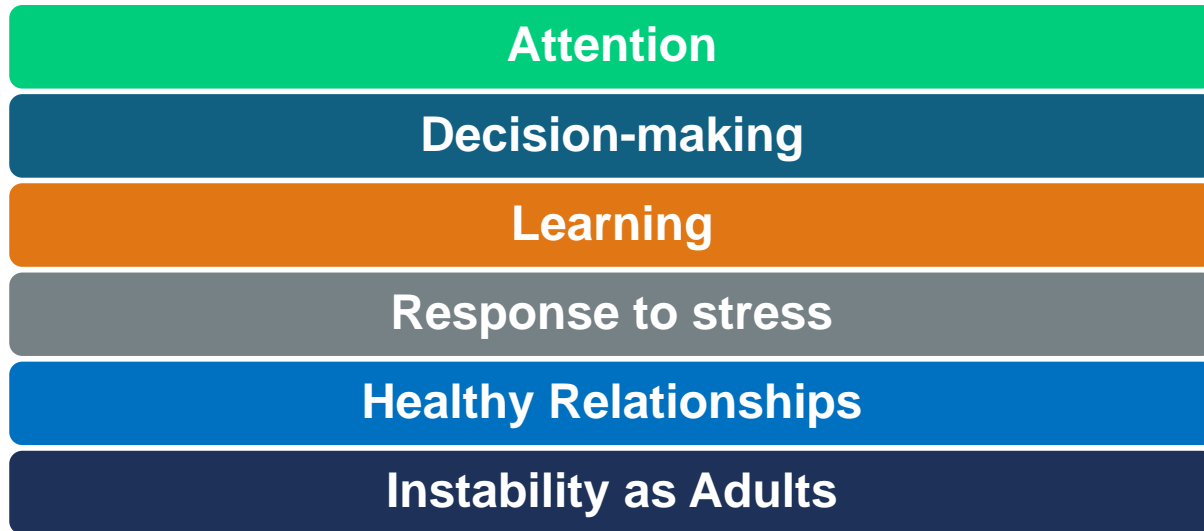 Attention
Decision-making
Learning
Response to stress
Healthy Relationships
Instability as Adults